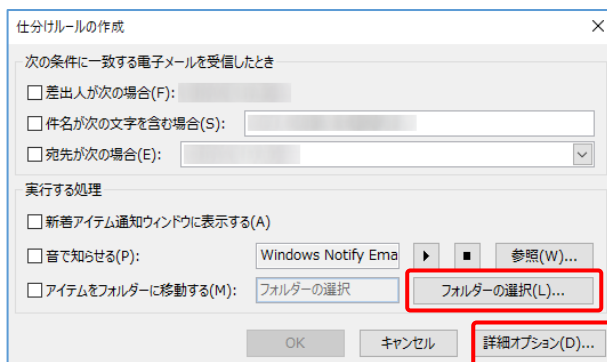 仕分けルールの作成
次の条件に一致する電子メールを受信したとき
差出人が次の場合(F):
件名が次の文字を含む場合(S):
宛先が次の場合(E):
実行する処理
新着アイテム通知ウィンドウに表示する(A)
音で知らせる(P): Windows Notify Ema 参照(W)...
アイテムをフォルダーに移動する(M): フォルダーの選択 フォルダーの選択(L)...
OK キャンセル 詳細オプション(D)...